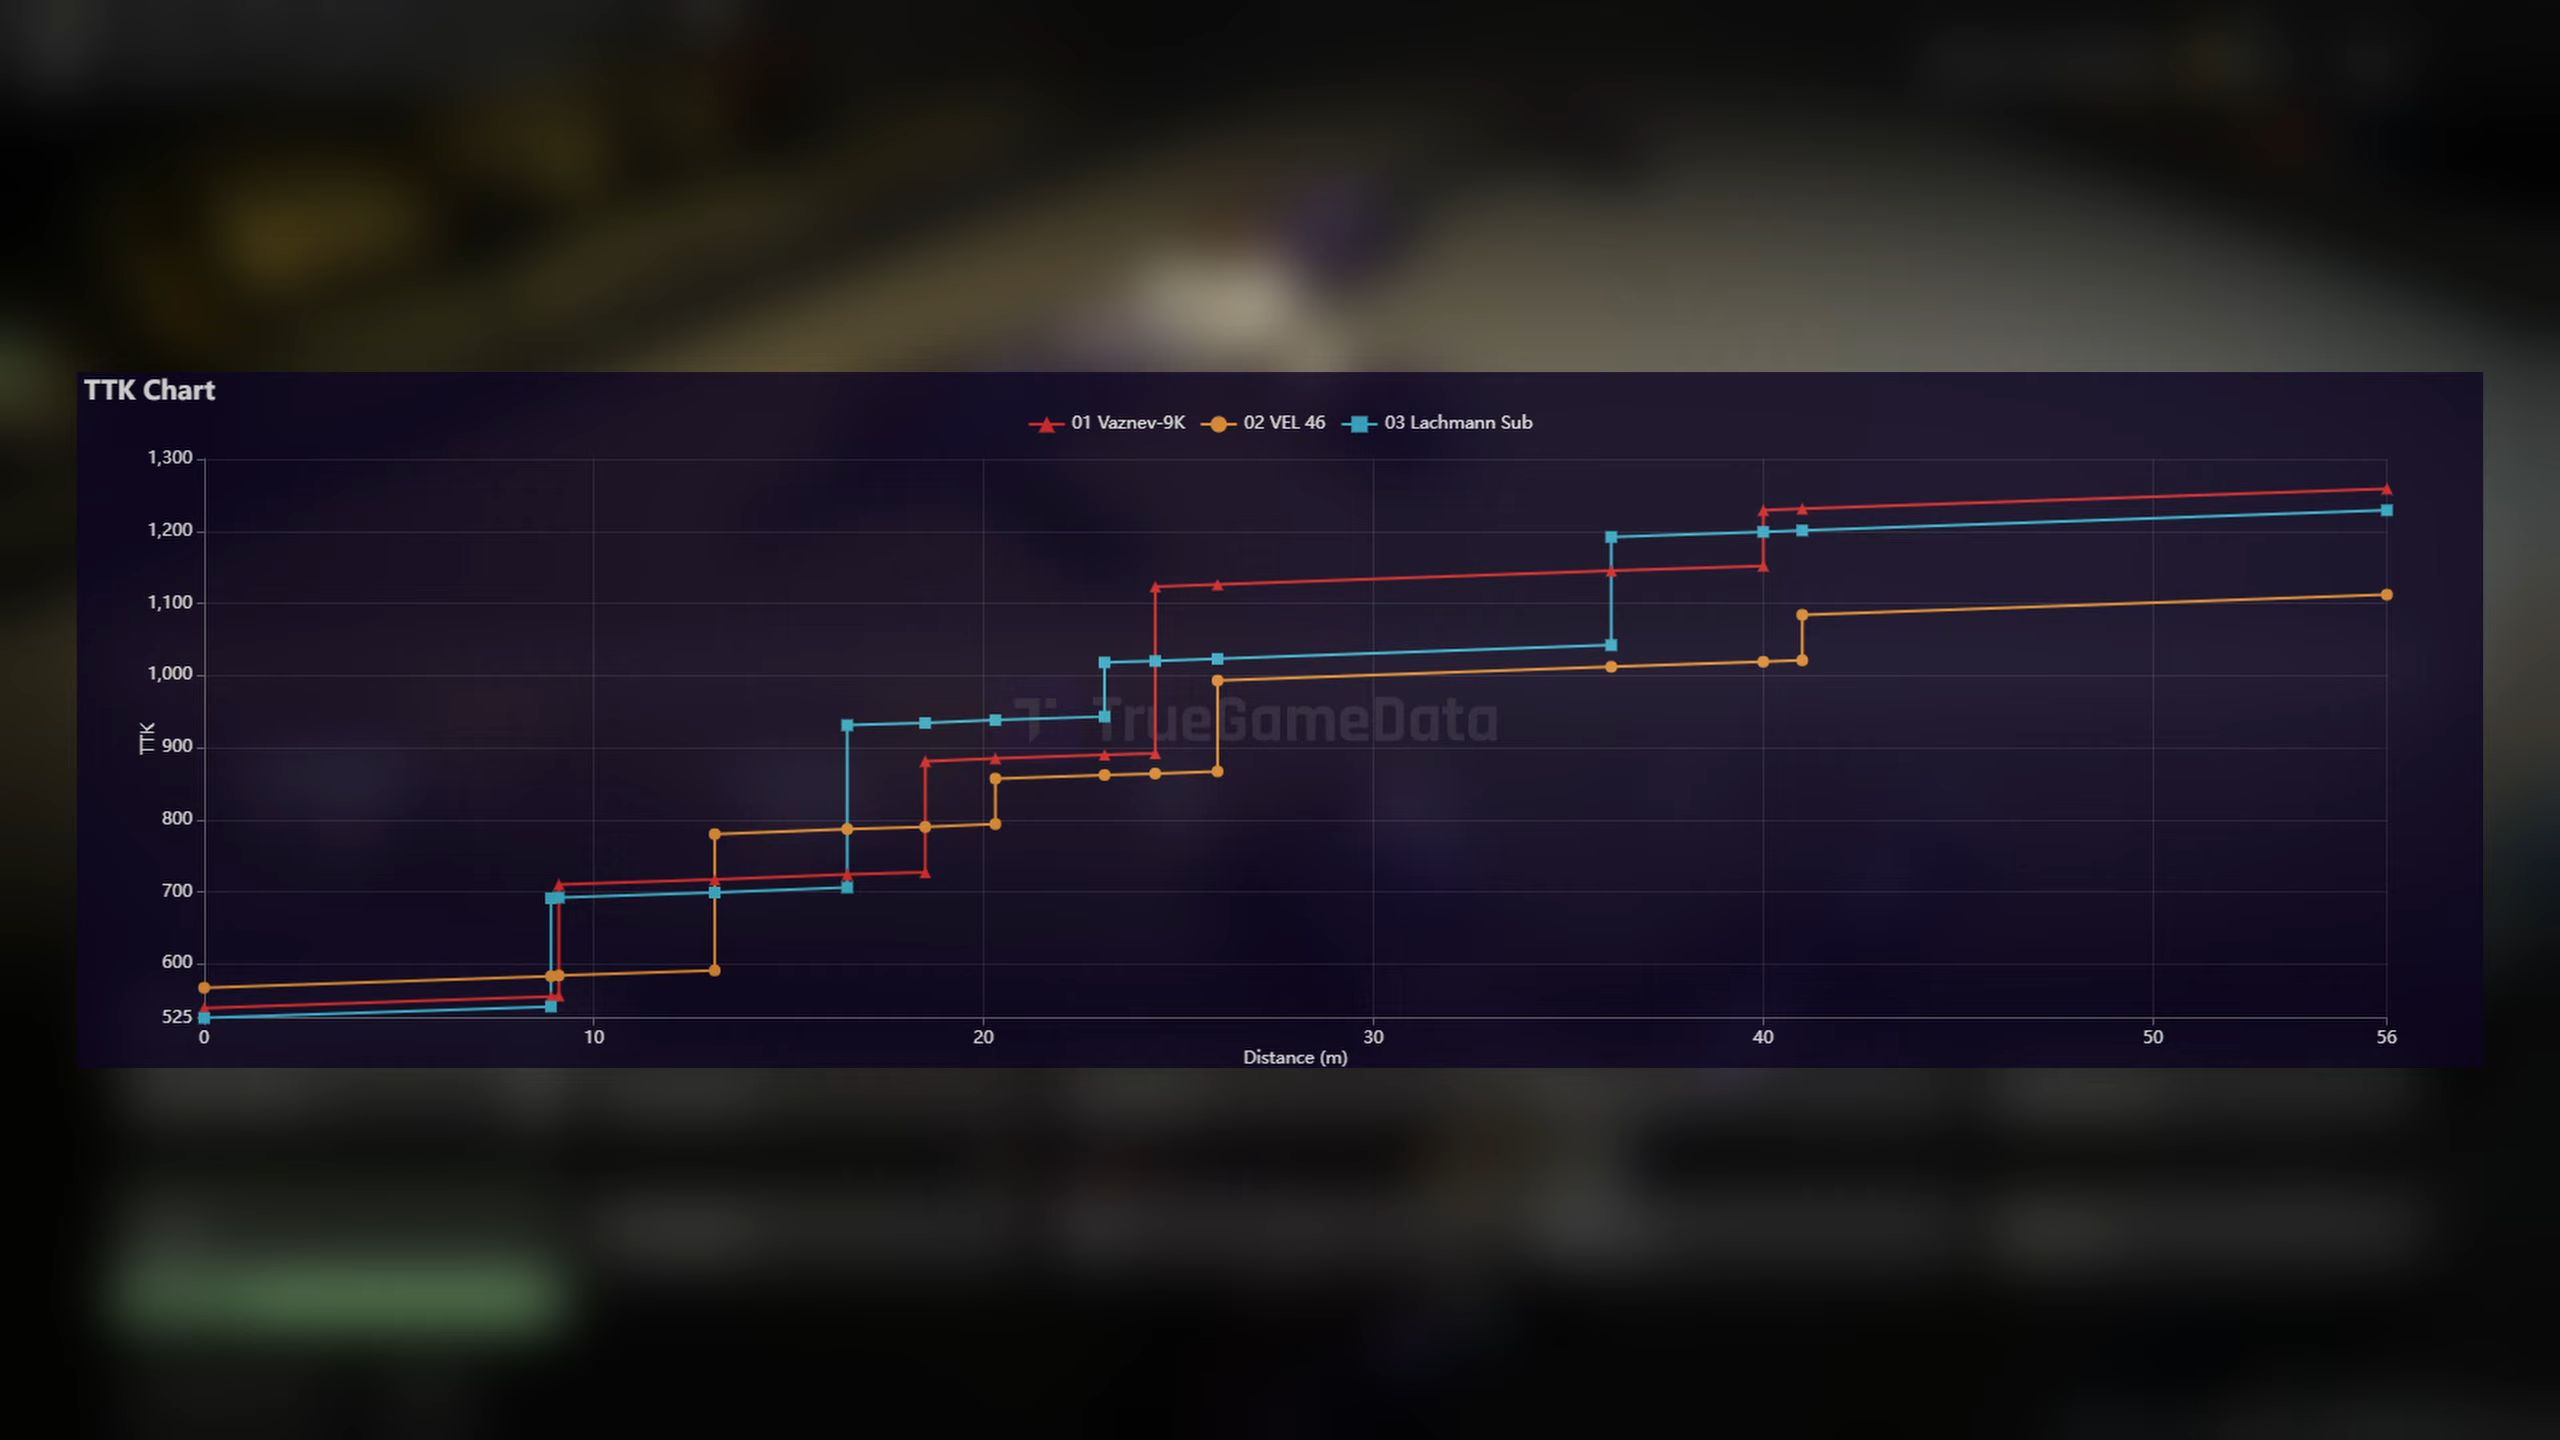 TTK Chart
01 Vaznev-9K 02 VEL 46 03 Lachmann Sub
1,300
1,200
1,100
1,000
900
800
700
600
525
TTK
TrueGameData
0 10 20 30 40 50 56
Distance (m)